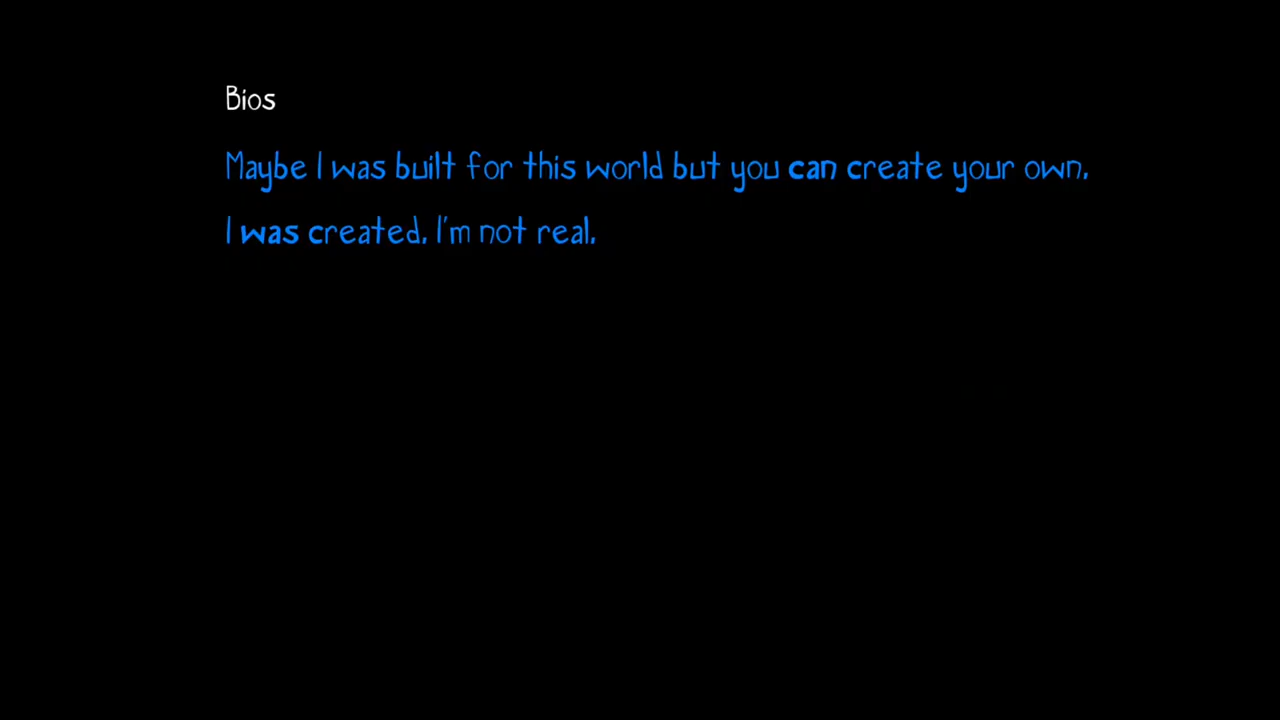 Bios
Maybe I was built for this world but you can create your own.
I was created. I'm not real.